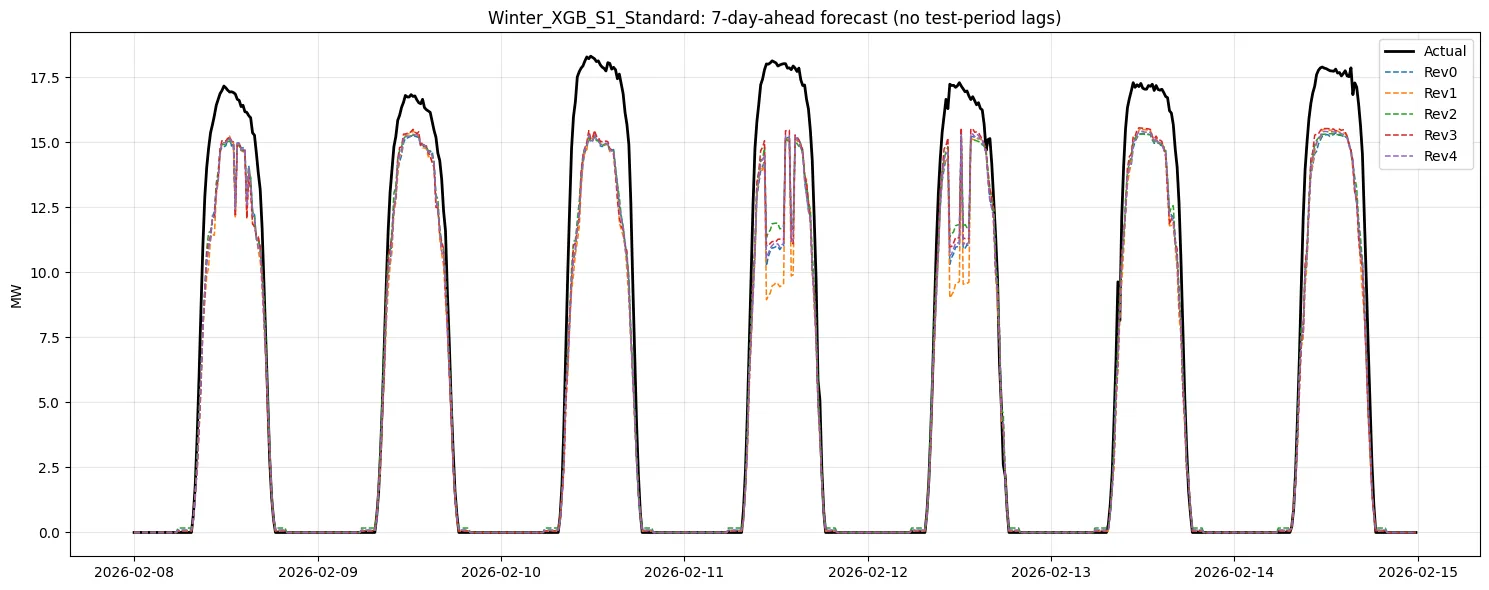 Winter_XGB_S1_Standard: 7-day-ahead forecast (no test-period lags)
Actual
Rev0
Rev1
Rev2
Rev3
Rev4
MW
17.5
15.0
12.5
10.0
7.5
5.0
2.5
0.0
2026-02-08
2026-02-09
2026-02-10
2026-02-11
2026-02-12
2026-02-13
2026-02-14
2026-02-15